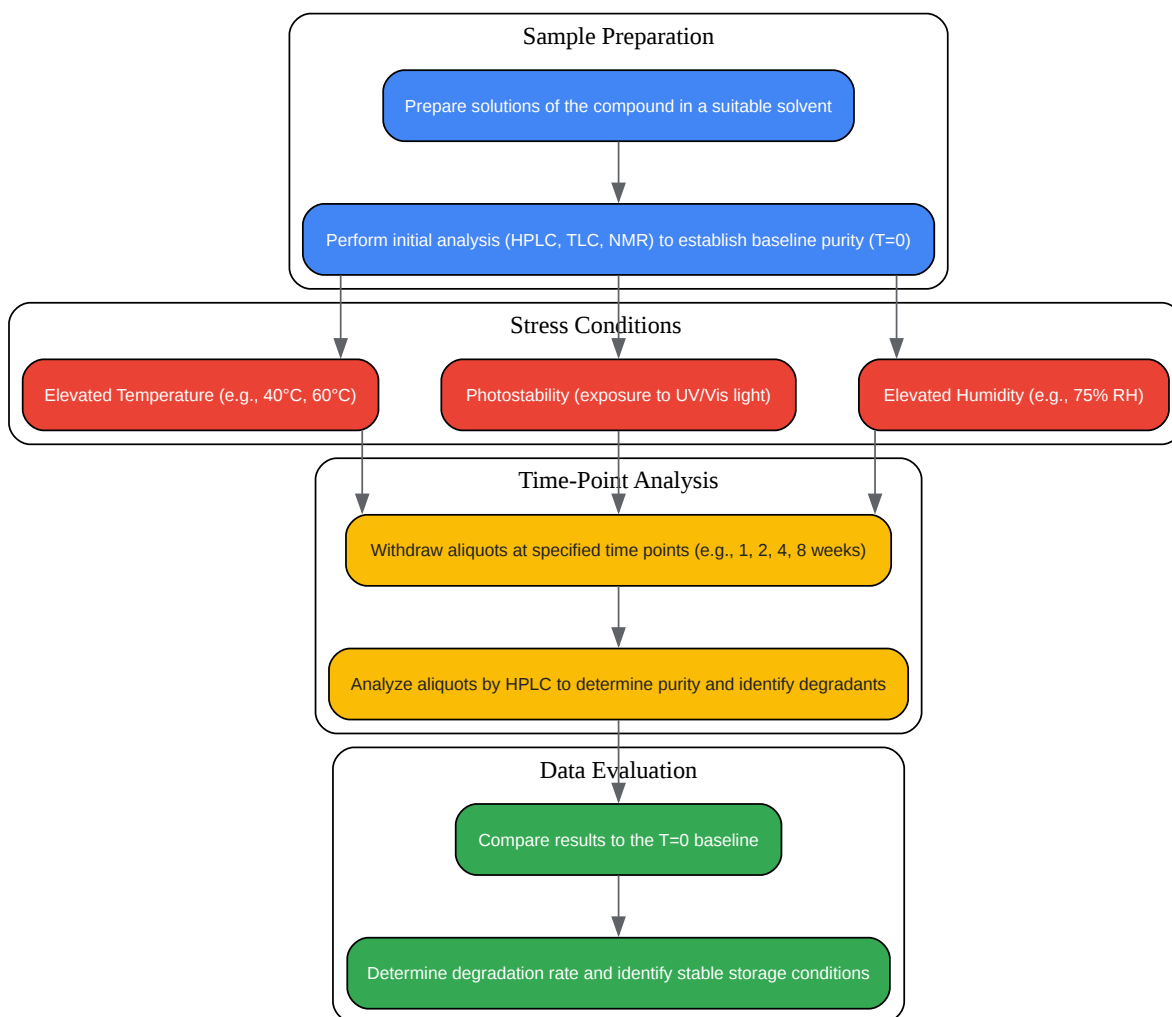 Sample Preparation
Prepare solutions of the compound in a suitable solvent
Perform initial analysis (HPLC, TLC, NMR) to establish baseline purity (T=0)
Stress Conditions
Elevated Temperature (e.g., 40°C, 60°C)
Photostability (exposure to UV/Vis light)
Elevated Humidity (e.g., 75% RH)
Time-Point Analysis
Withdraw aliquots at specified time points (e.g., 1, 2, 4, 8 weeks)
Analyze aliquots by HPLC to determine purity and identify degradants
Data Evaluation
Compare results to the T=0 baseline
Determine degradation rate and identify stable storage conditions